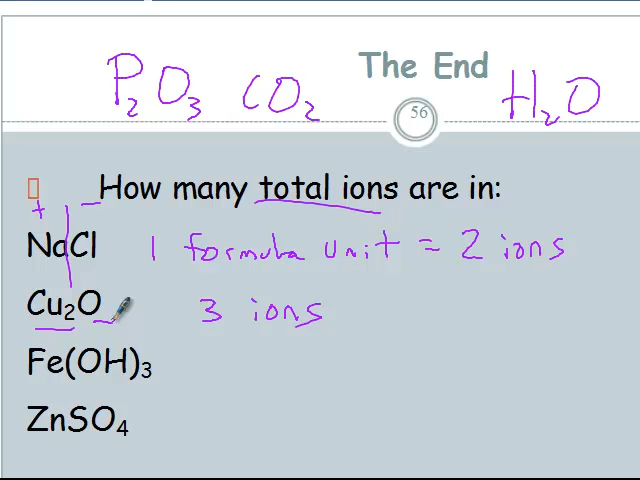 The End
P₂O₃ CO₂ H₂O
56
How many total ions are in:
+ −
NaCl 1 formula unit = 2 ions
Cu₂O 3 ions
Fe(OH)₃
ZnSO₄